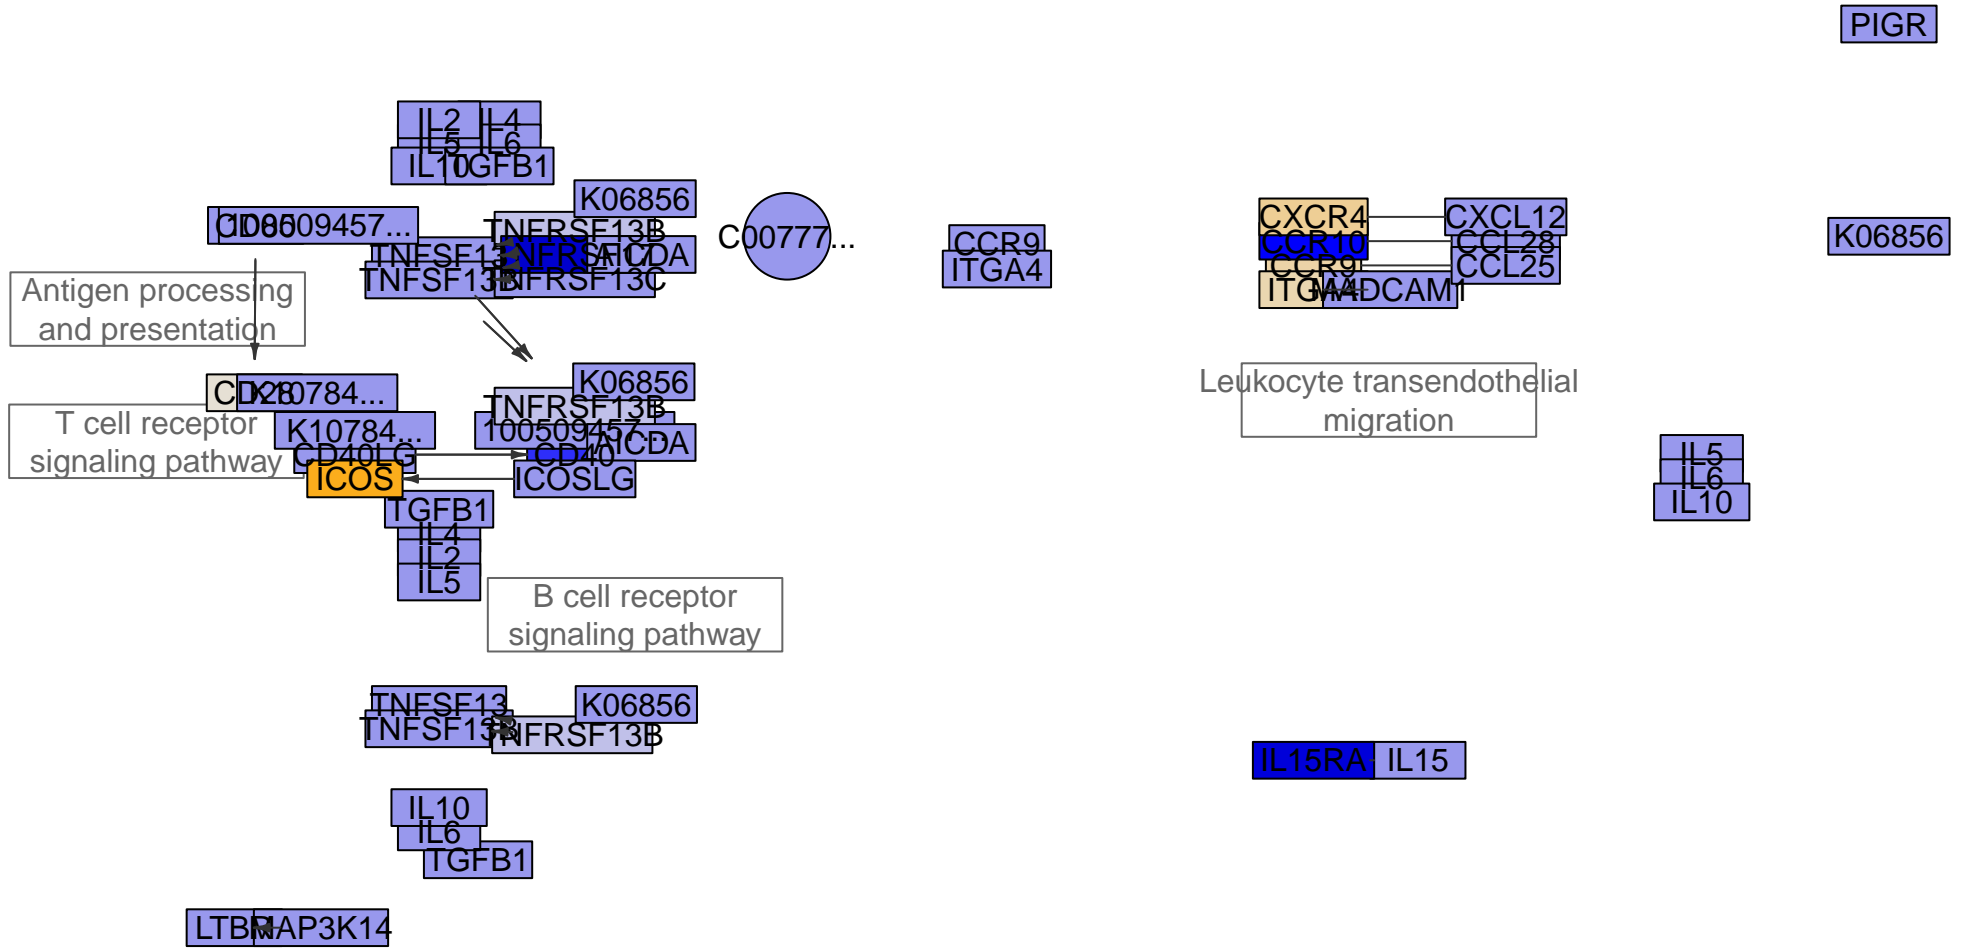 PIGR
IL2
IL4
IL5
IL6
IL10
TGFB1
K06856
CD86
100509457...
TNFRSF13B
C00777...
CXCR4
CXCL12
TNFSF13
TNFRSF17
AICDA
CCR9
CCR10
CCL28
K06856
TNFSF13B
TNFRSF13C
ITGA4
CCR9
CCL25
ITGA4
MADCAM1
Antigen processing
and presentation
CD28
K10784...
K06856
Leukocyte transendothelial
migration
TNFRSF13B
T cell receptor
signaling pathway
K10784...
100509457...
AICDA
CD40LG
CD40
ICOS
ICOSLG
IL5
IL6
IL10
TGFB1
IL4
IL2
IL5
B cell receptor
signaling pathway
TNFSF13
K06856
TNFSF13B
TNFRSF13B
IL15RA
IL15
IL10
IL6
TGFB1
LTBR
MAP3K14